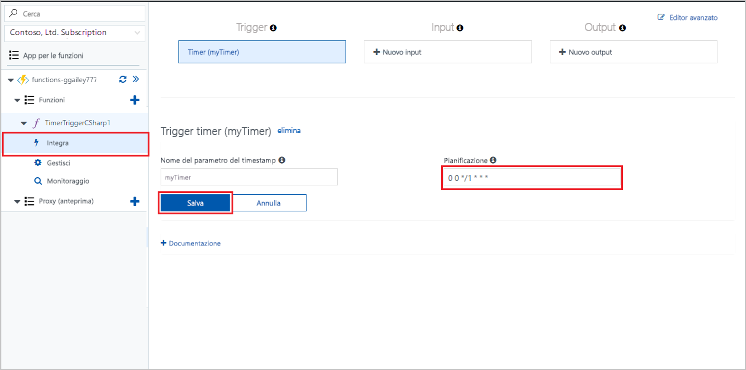 Cerca
Contoso, Ltd. Subscription
App per le funzioni
functions-ggailey777
Funzioni
TimerTriggerCSharp1
Integra
Gestisci
Monitoraggio
Proxy (anteprima)
Editor avanzato
Trigger
Input
Output
Timer (myTimer)
Nuovo input
Nuovo output
Trigger timer (myTimer) elimina
Nome del parametro del timestamp
Pianificazione
myTimer
0 0 */1 * * *
Salva
Annulla
Documentazione